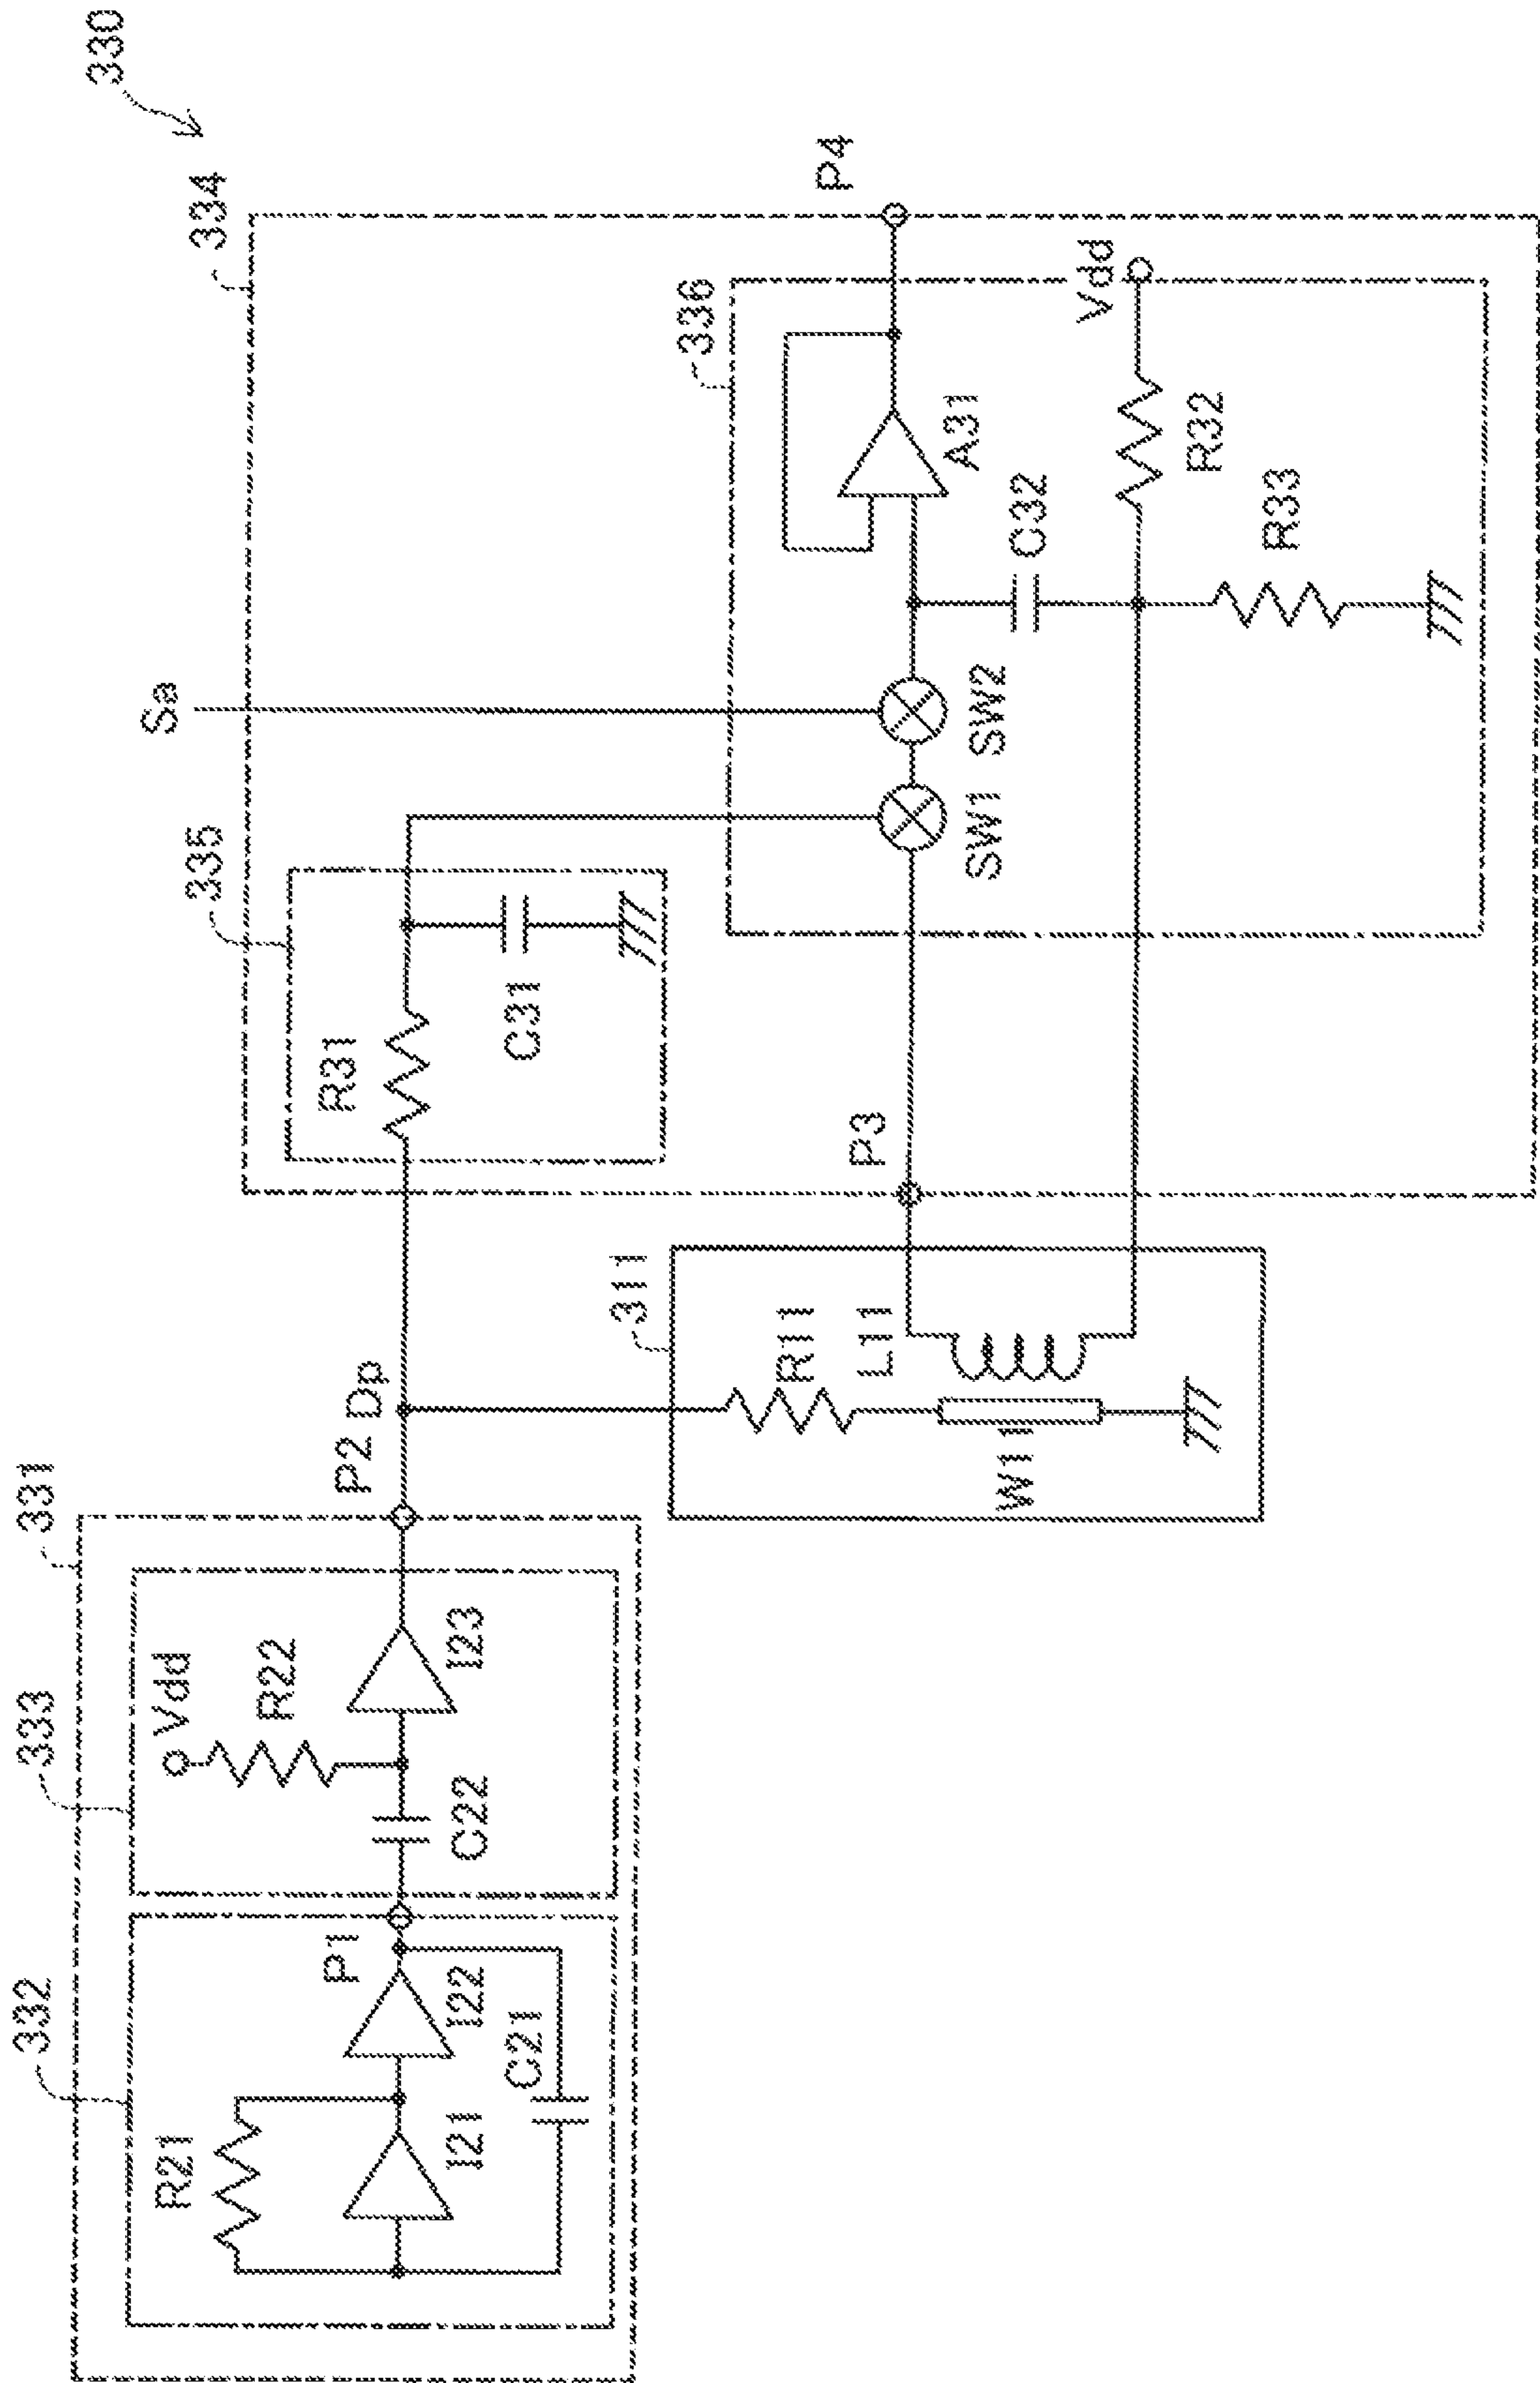 330
334
Sa
335
R31
C31
336
P4
A31
Vdd
C32
R32
R33
SW2
SW1
P3
311
R11
L11
W11
Dp
P2
331
333
Vdd
R22
I23
C22
332
P1
I22
C21
R21
I21